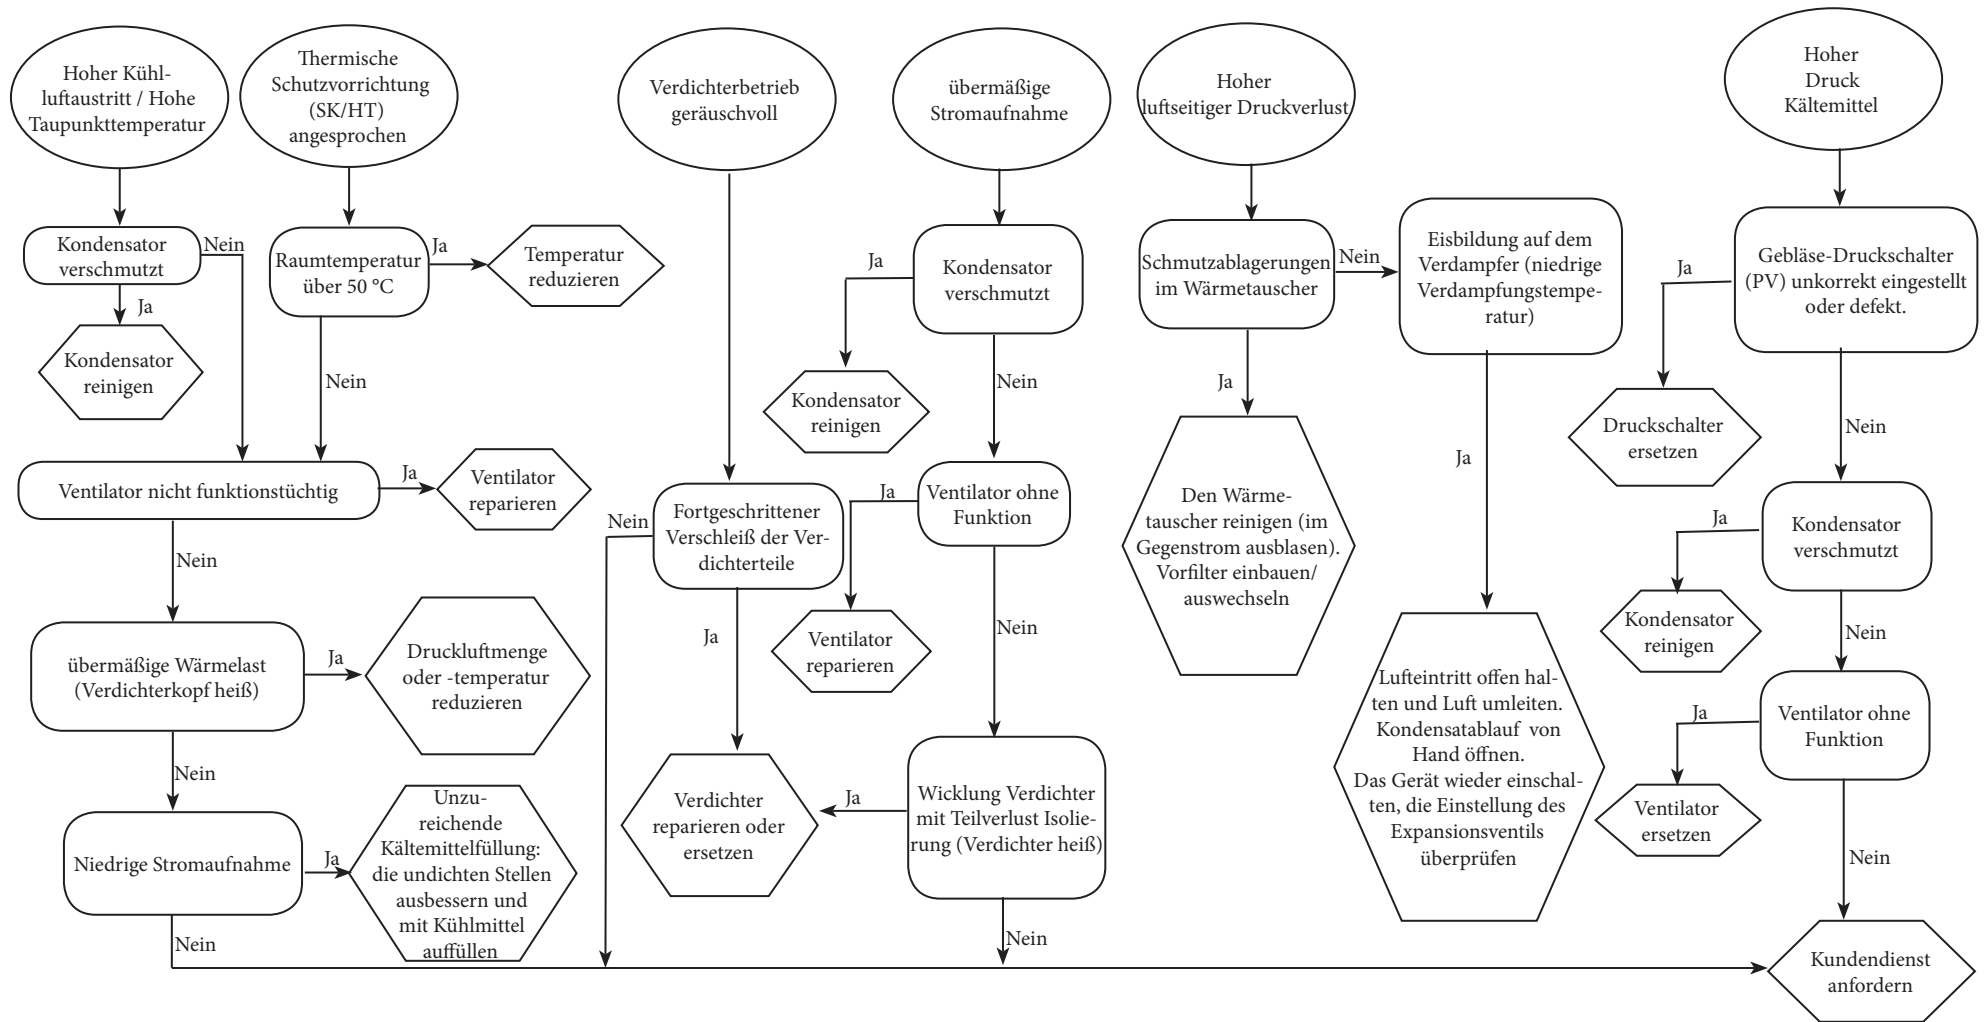 Hoher Kühl-
luftaustritt / Hohe
Taupunkttemperatur
Kondensator
verschmutzt
Nein
Ja
Kondensator
reinigen
Thermische
Schutzvorrichtung
(SK/HT)
angesprochen
Raumtemperatur
über 50 °C
Ja
Temperatur
reduzieren
Nein
Ventilator nicht funktionstüchtig
Ja
Ventilator
reparieren
Nein
übermäßige Wärmelast
(Verdichterkopf heiß)
Ja
Druckluftmenge
oder -temperatur
reduzieren
Nein
Niedrige Stromaufnahme
Ja
Unzu-
reichende
Kältemittelfüllung:
die undichten Stellen
ausbessern und
mit Kühlmittel
auffüllen
Nein
Verdichterbetrieb
geräuschvoll
Nein
Fortgeschrittener
Verschleiß der Ver-
dichterteile
Ja
Verdichter
reparieren oder
ersetzen
übermäßige
Stromaufnahme
Ja
Kondensator
verschmutzt
Kondensator
reinigen
Nein
Ja
Ventilator ohne
Funktion
Ventilator
reparieren
Nein
Ja
Wicklung Verdichter
mit Teilverlust Isolie-
rung (Verdichter heiß)
Nein
Hoher
luftseitiger Druckverlust
Schmutzablagerungen
im Wärmetauscher
Nein
Ja
Den Wärme-
tauscher reinigen (im
Gegenstrom ausblasen).
Vorfilter einbauen/
auswechseln
Eisbildung auf dem
Verdampfer (niedrige
Verdampfungstempe-
ratur)
Ja
Lufteintritt offen hal-
ten und Luft umleiten.
Kondensatablauf von
Hand öffnen.
Das Gerät wieder einschal-
ten, die Einstellung des
Expansionsventils
überprüfen
Hoher
Druck
Kältemittel
Ja
Gebläse-Druckschalter
(PV) unkorrekt eingestellt
oder defekt.
Druckschalter
ersetzen
Nein
Ja
Kondensator
verschmutzt
Kondensator
reinigen
Nein
Ja
Ventilator ohne
Funktion
Ventilator
ersetzen
Nein
Kundendienst
anfordern